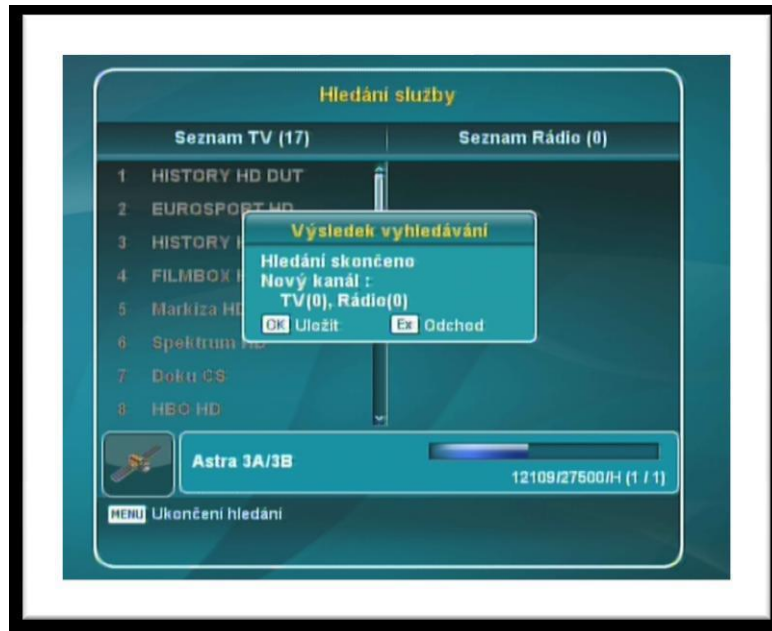 Hledání služby
Seznam TV (17)
Seznam Rádio (0)
1 HISTORY HD DUT
2 EUROSPORT HD
3 HISTORY
4 FILMBOX
5 Markiza HD
6 Spektrum HD
7 Doku CS
8 HBO HD
Výsledek vyhledávání
Hledání skončeno
Nový kanál :
TV(0), Rádio(0)
OK Uložit
Ex Odchod
Astra 3A/3B
12109/27500/H (1 / 1)
MENU Ukončení hledání